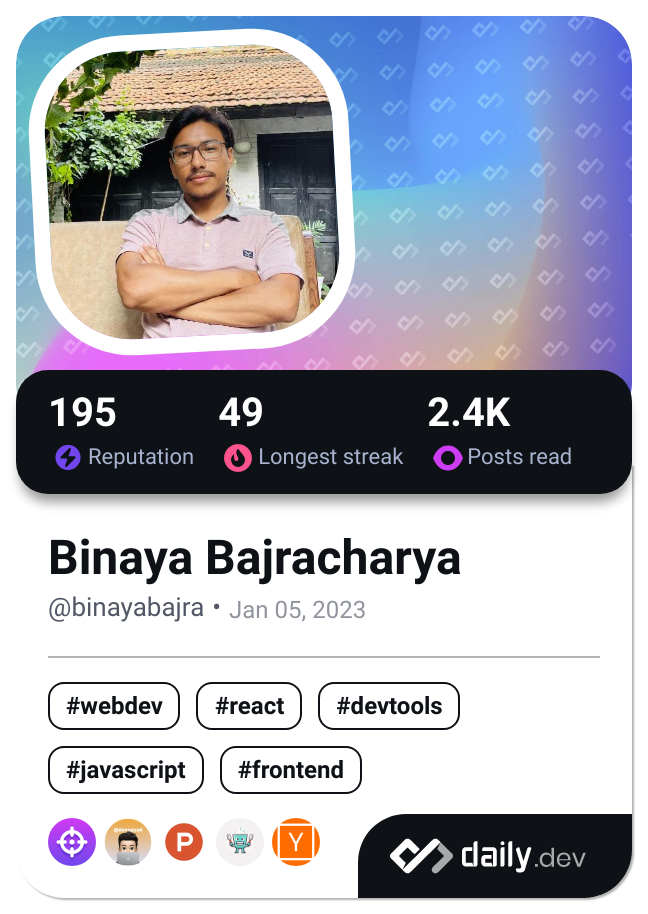 195 49 2.4K
Reputation Longest streak Posts read
Binaya Bajracharya
@binayabajra • Jan 05, 2023
#webdev #react #devtools
#javascript #frontend
P Y
daily.dev